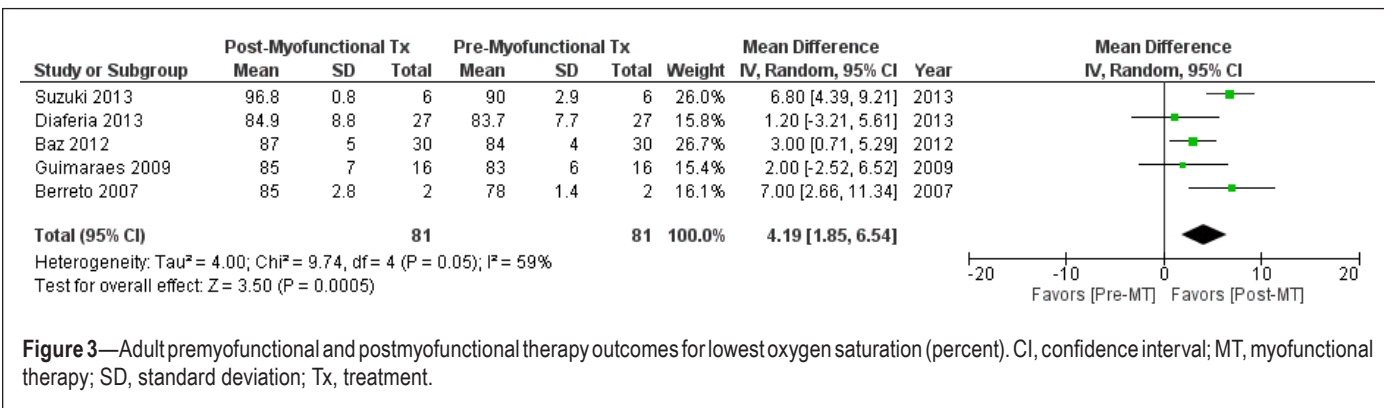 Post-Myofunctional Tx Pre-Myofunctional Tx Mean Difference Mean Difference
Study or Subgroup Mean SD Total Mean SD Total Weight IV, Random, 95% CI Year IV, Random, 95% CI
Suzuki 2013 96.8 0.8 6 90 2.9 6 26.0% 6.80 [4.39, 9.21] 2013
Diaferia 2013 84.9 8.8 27 83.7 7.7 27 15.8% 1.20 [-3.21, 5.61] 2013
Baz 2012 87 5 30 84 4 30 26.7% 3.00 [0.71, 5.29] 2012
Guimaraes 2009 85 7 16 83 6 16 15.4% 2.00 [-2.52, 6.52] 2009
Berreto 2007 85 2.8 2 78 1.4 2 16.1% 7.00 [2.66, 11.34] 2007
Total (95% CI) 81 81 100.0% 4.19 [1.85, 6.54]
Heterogeneity: Tau² = 4.00; Chi² = 9.74, df = 4 (P = 0.05); I² = 59%
Test for overall effect: Z = 3.50 (P = 0.0005)
-20 -10 0 10 20
Favors [Pre-MT] Favors [Post-MT]
Figure 3—Adult premyofunctional and postmyofunctional therapy outcomes for lowest oxygen saturation (percent). CI, confidence interval; MT, myofunctional
therapy; SD, standard deviation; Tx, treatment.